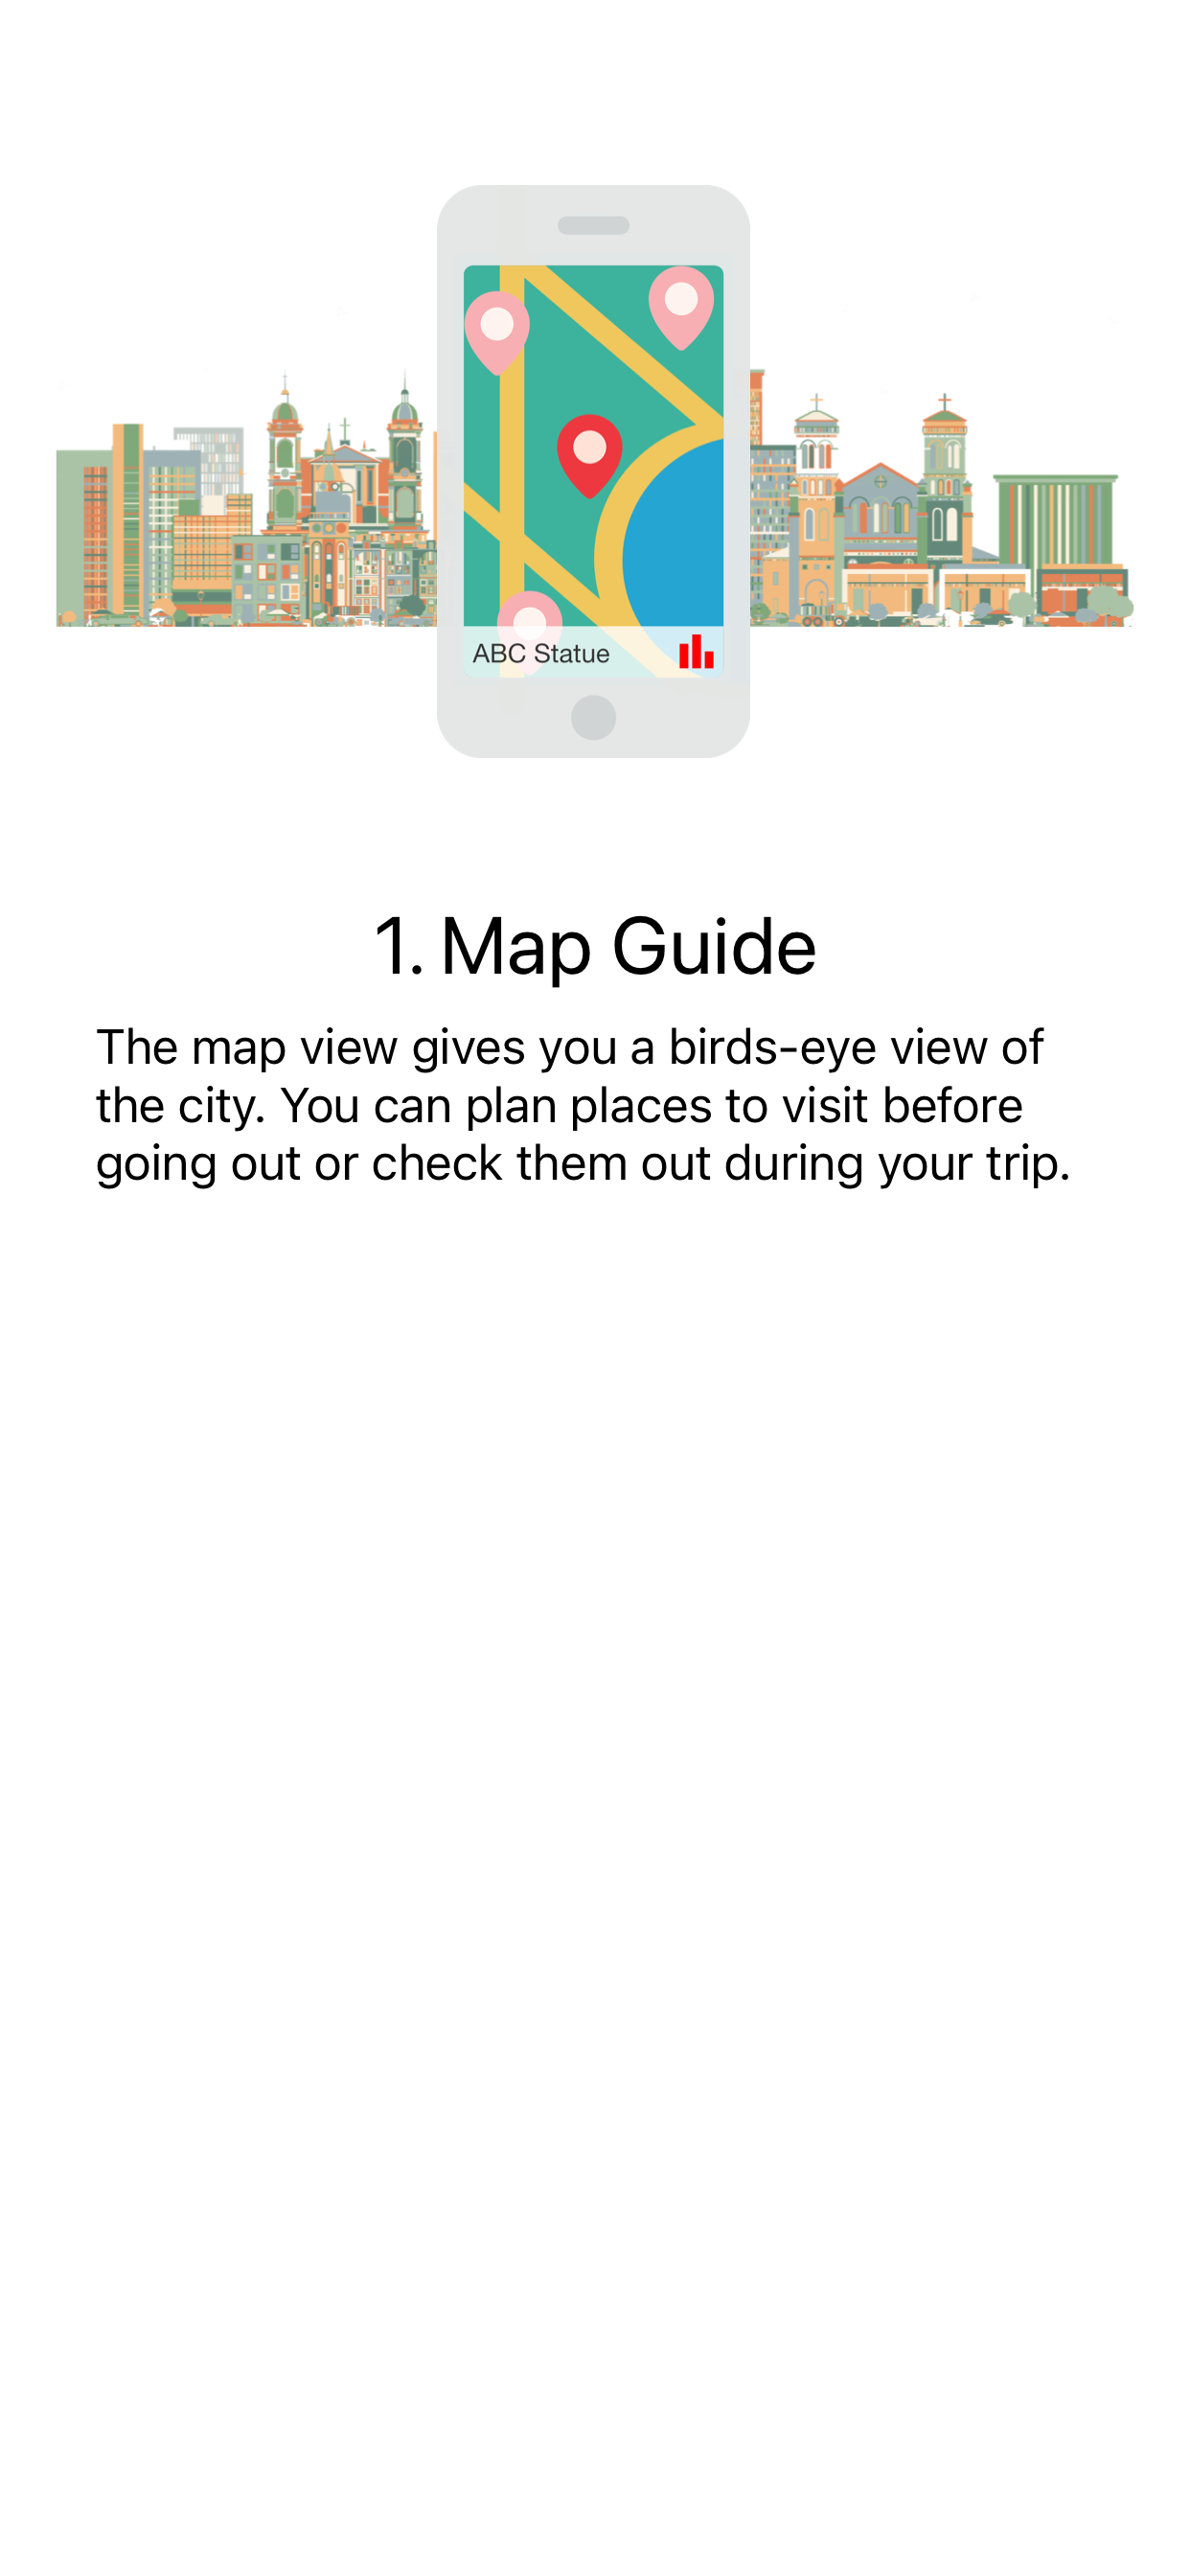 ABC Statue
1. Map Guide
The map view gives you a birds-eye view of
the city. You can plan places to visit before
going out or check them out during your trip.